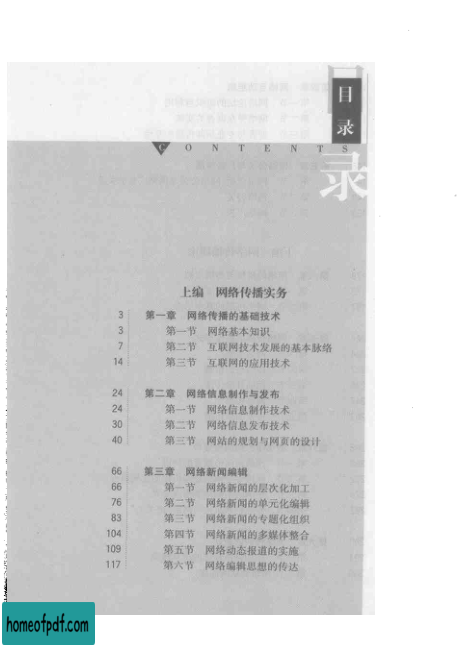 目
录
录
CONTENTS
上编 网络传播实务
3 第一章 网络传播的基础技术
3 第一节 网络基本知识
7 第二节 互联网技术发展的基本脉络
14 第三节 互联网的应用技术
24 第二章 网络信息制作与发布
24 第一节 网络信息制作技术
30 第二节 网络信息发布技术
40 第三节 网站的规划与网页的设计
66 第三章 网络新闻编辑
66 第一节 网络新闻的层次化加工
76 第二节 网络新闻的单元化编辑
83 第三节 网络新闻的专题化组织
104 第四节 网络新闻的多媒体整合
109 第五节 网络动态报道的实施
117 第六节 网络编辑思想的传达
homeofpdf.com